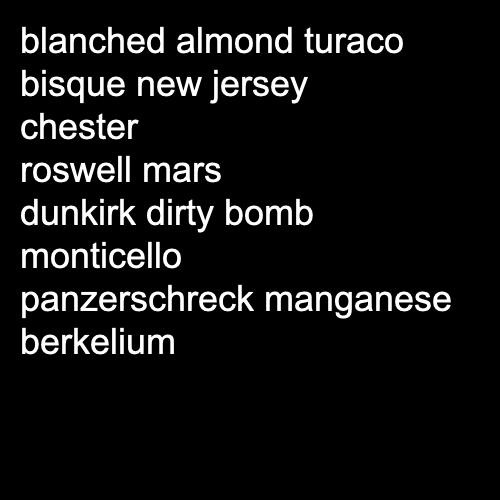 blanched almond turaco
bisque new jersey
chester
roswell mars
dunkirk dirty bomb
monticello
panzerschreck manganese
berkelium